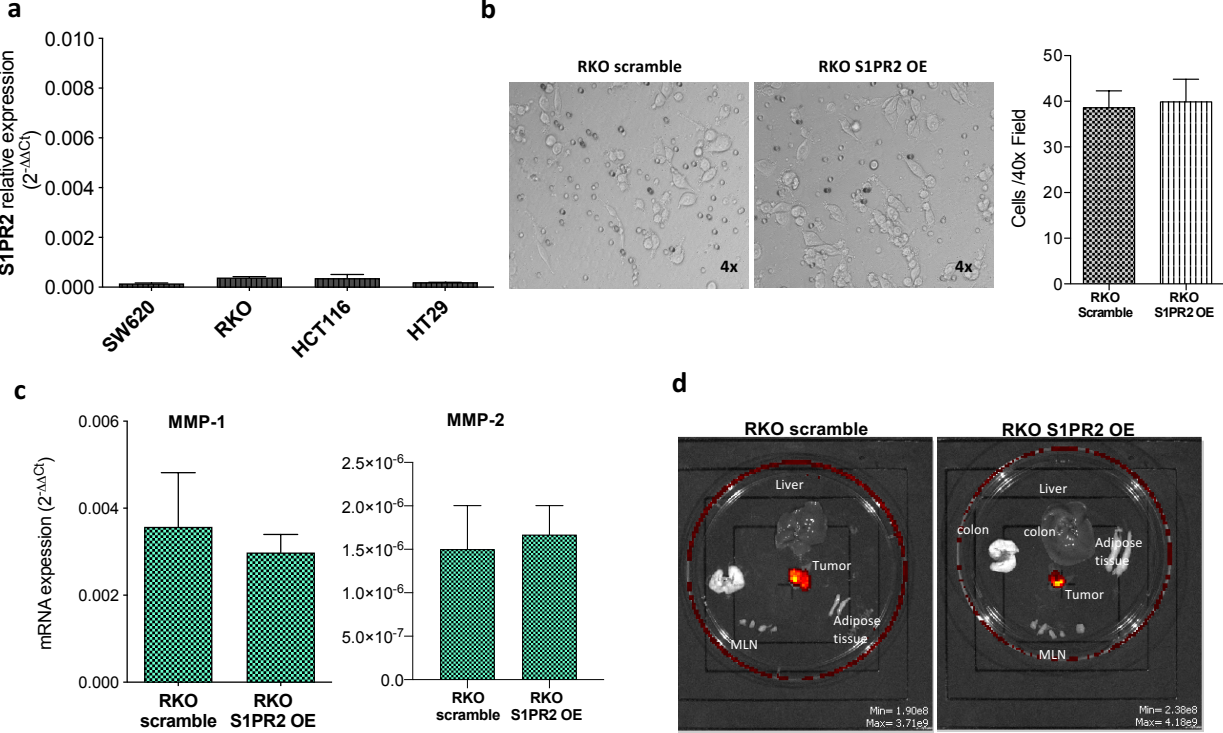 a
S1PR2 relative expression
(2-ΔΔCt)
0.010
0.008
0.006
0.004
0.002
0.000
SW620
RKO
HCT116
HT29
b
RKO scramble
4x
RKO S1PR2 OE
4x
Cells /40x Field
50
40
30
20
10
0
RKO
Scramble
RKO
S1PR2 OE
c
mRNA expession (2-ΔΔCt)
MMP-1
0.006
0.004
0.002
0.000
RKO
scramble
RKO
S1PR2 OE
MMP-2
2.5×10-6
2.0×10-6
1.5×10-6
1.0×10-6
5.0×10-7
0.0
RKO
scramble
RKO
S1PR2 OE
d
RKO scramble
Liver
Tumor
Adipose
tissue
MLN
Min= 1.90e8
Max= 3.71e9
RKO S1PR2 OE
Liver
colon
colon
Adipose
tissue
Tumor
MLN
Min= 2.38e8
Max= 4.18e9